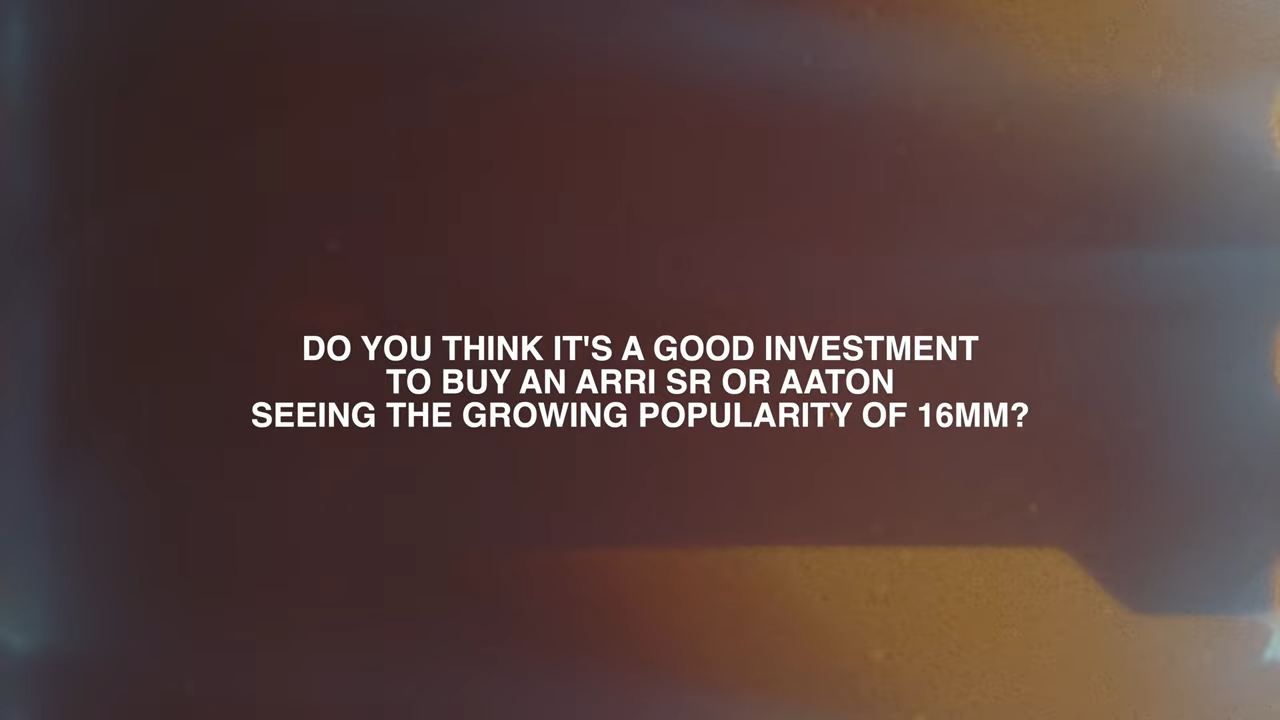 DO YOU THINK IT'S A GOOD INVESTMENT
TO BUY AN ARRI SR OR AATON
SEEING THE GROWING POPULARITY OF 16MM?